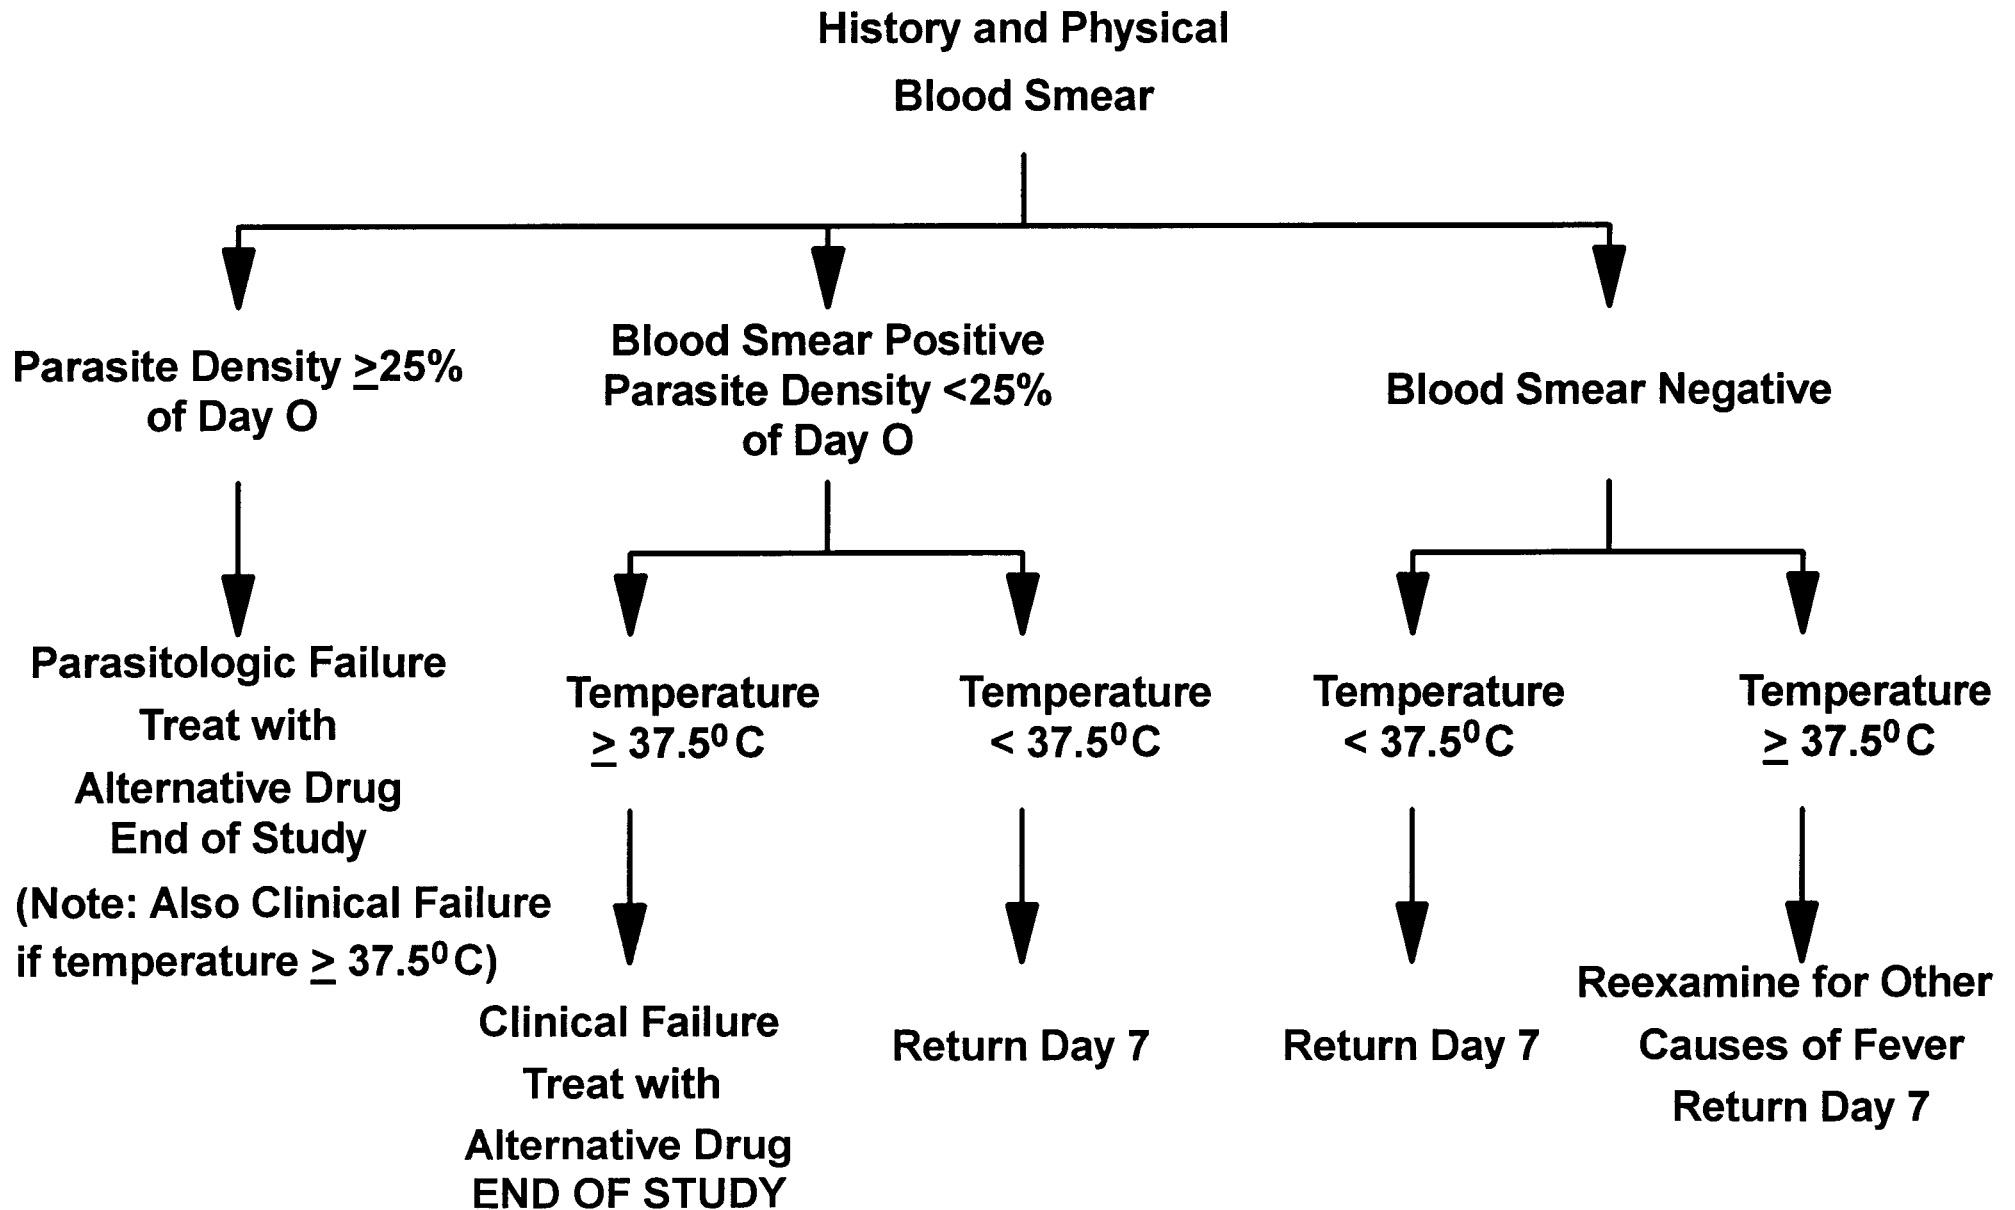 History and Physical
Blood Smear
Parasite Density ≥25%
of Day O
Blood Smear Positive
Parasite Density <25%
of Day O
Blood Smear Negative
Parasitologic Failure
Treat with
Alternative Drug
End of Study
(Note: Also Clinical Failure
if temperature ≥ 37.5⁰C)
Temperature
≥ 37.5⁰C
Temperature
< 37.5⁰C
Temperature
< 37.5⁰C
Temperature
≥ 37.5⁰C
Clinical Failure
Treat with
Alternative Drug
END OF STUDY
Return Day 7
Return Day 7
Reexamine for Other
Causes of Fever
Return Day 7